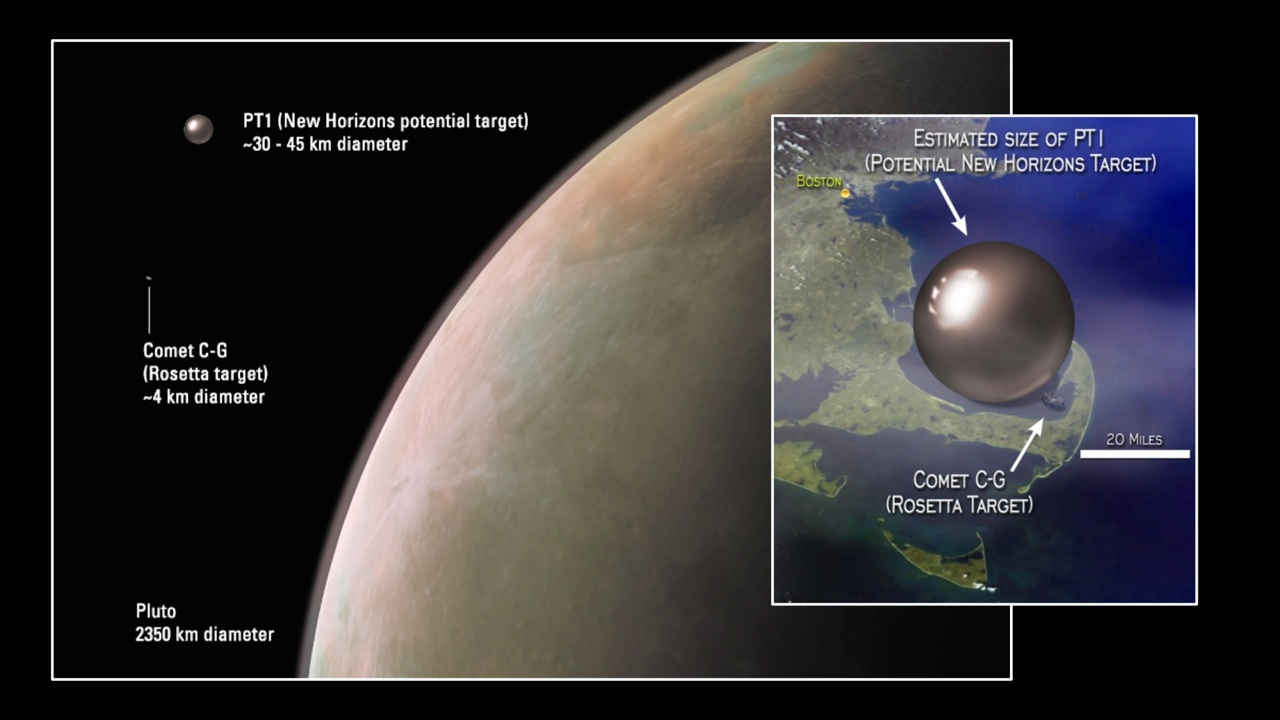 PT1 (New Horizons potential target)
~30 - 45 km diameter
Comet C-G
(Rosetta target)
~4 km diameter
Pluto
2350 km diameter
Estimated size of PT1
(Potential New Horizons Target)
Boston
20 Miles
Comet C-G
(Rosetta Target)